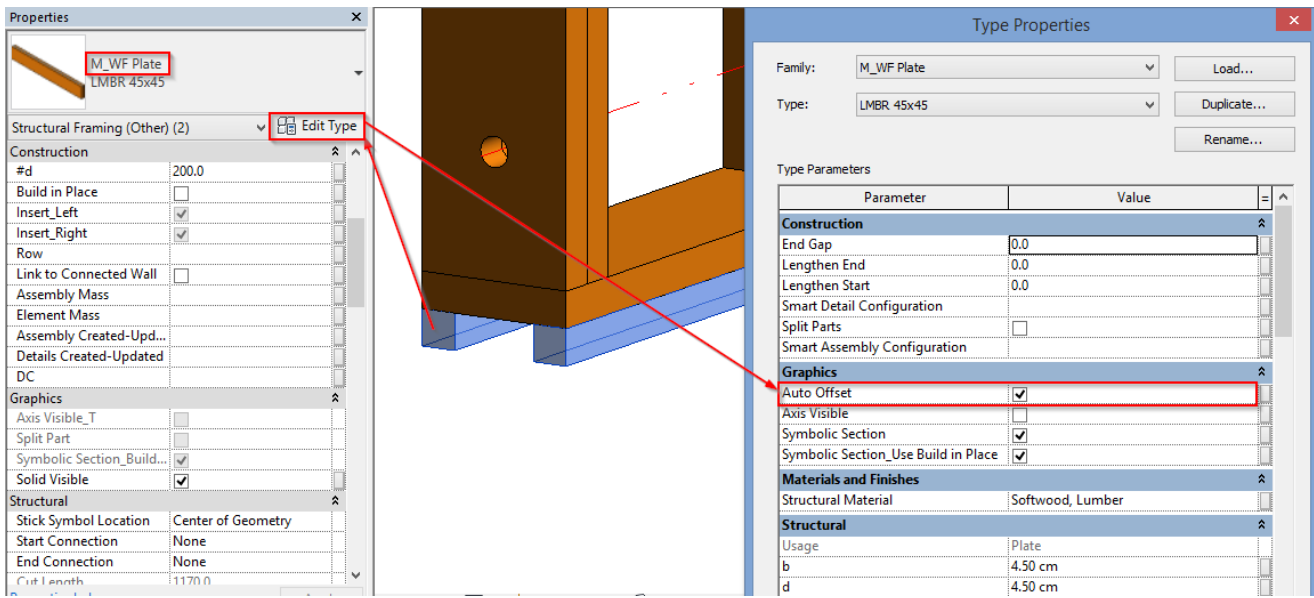 Properties
M_WF Plate
LMBR 45x45
Structural Framing (Other) (2)
Edit Type
Construction
#d 200.0
Build in Place
Insert_Left
Insert_Right
Row
Link to Connected Wall
Assembly Mass
Element Mass
Assembly Created-Upd...
Details Created-Updated
DC
Graphics
Axis Visible_T
Split Part
Symbolic Section_Build...
Solid Visible
Structural
Stick Symbol Location Center of Geometry
Start Connection None
End Connection None
Cut Length 1170.0
Type Properties
Family: M_WF Plate Load...
Type: LMBR 45x45 Duplicate...
Rename...
Type Parameters
Parameter Value =
Construction
End Gap 0.0
Lengthen End 0.0
Lengthen Start 0.0
Smart Detail Configuration
Split Parts
Smart Assembly Configuration
Graphics
Auto Offset
Axis Visible
Symbolic Section
Symbolic Section_Use Build in Place
Materials and Finishes
Structural Material Softwood, Lumber
Structural
Usage Plate
b 4.50 cm
d 4.50 cm